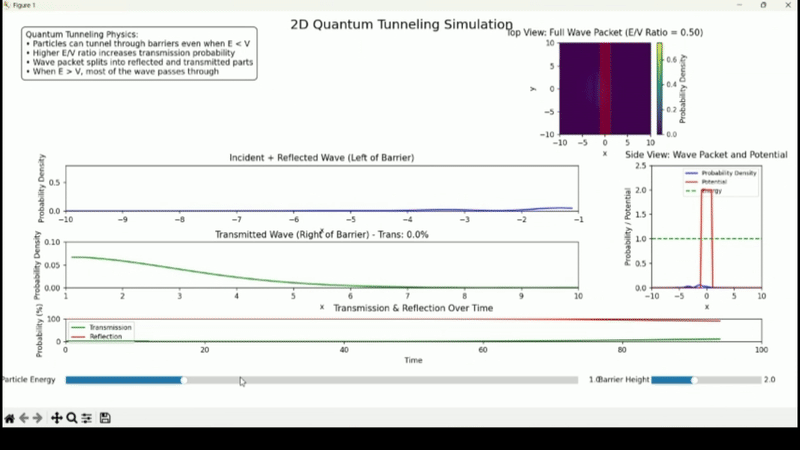 Figure 1
2D Quantum Tunneling Simulation
Quantum Tunneling Physics:
• Particles can tunnel through barriers even when E < V
• Higher E/V ratio increases transmission probability
• Wave packet splits into reflected and transmitted parts
• When E > V, most of the wave passes through
Top View: Full Wave Packet (E/V Ratio = 0.50)
10
5
0
−5
−10
y
−10 −5 0 5 10
x
0.6
0.4
0.2
0.0
Probability Density
Incident + Reflected Wave (Left of Barrier)
Probability Density
0.5
0.0
−10 −9 −8 −7 −6 −5 −4 −3 −2 −1
x
Transmitted Wave (Right of Barrier) - Trans: 0.0%
Probability Density
0.10
0.05
0.00
1 2 3 4 5 6 7 8 9 10
x
Side View: Wave Packet and Potential
Probability / Potential
2.5
2.0
1.5
1.0
0.5
0.0
Probability Density
Potential
Energy
−10 −5 0 5 10
x
Transmission & Reflection Over Time
Probability (%)
100
0
Transmission
Reflection
0 20 40 60 80 100
Time
Particle Energy 1.0
Barrier Height 2.0